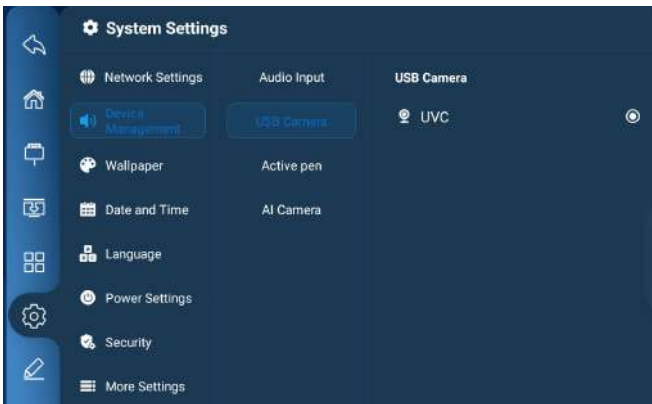 System Settings
Network Settings
Device
Management
Wallpaper
Date and Time
Language
Power Settings
Security
More Settings
Audio Input
USB Camera
Active pen
AI Camera
USB Camera
UVC